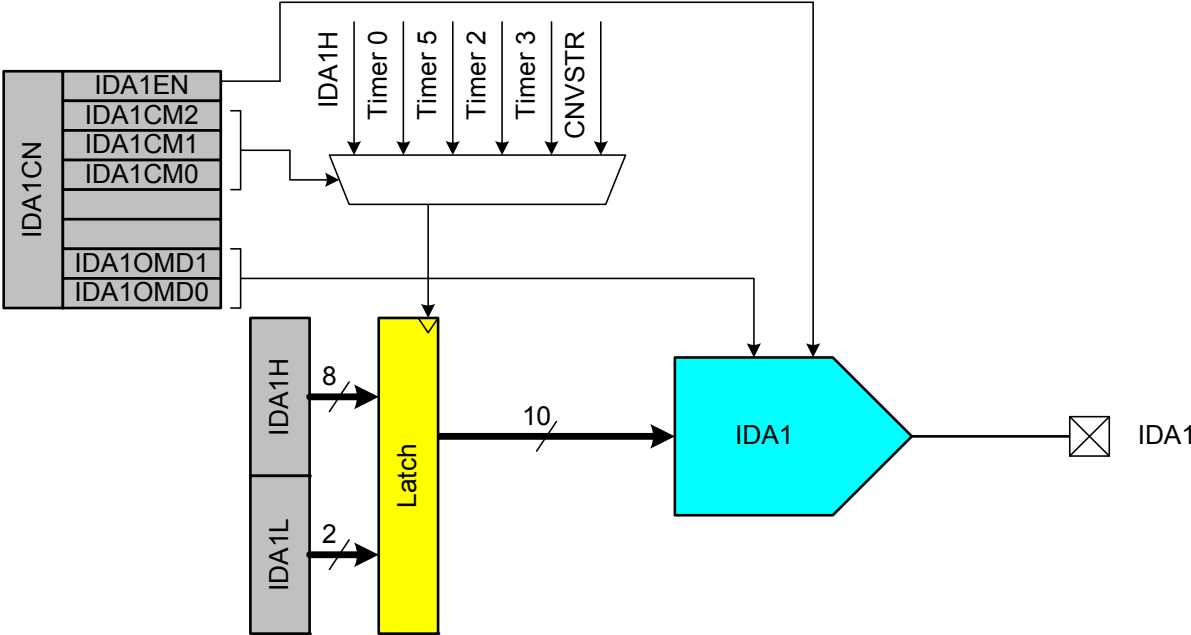 IDA1CN
IDA1EN
IDA1CM2
IDA1CM1
IDA1CM0
IDA1OMD1
IDA1OMD0
IDA1H
Timer 0
Timer 5
Timer 2
Timer 3
CNVSTR
IDA1H
8
IDA1L
2
Latch
10
IDA1
IDA1